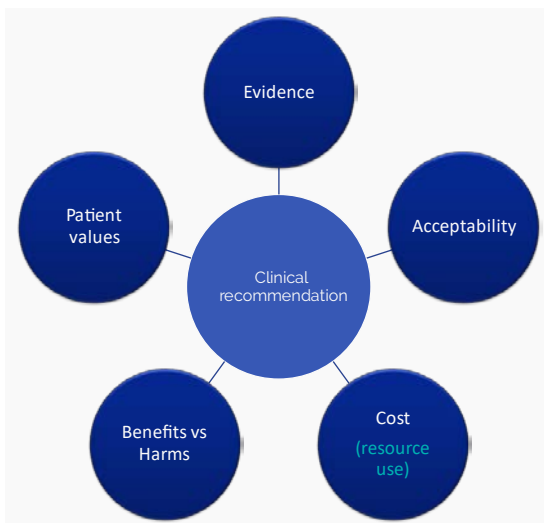 Evidence
Patient
values
Acceptability
Clinical
recommendation
Benefits vs
Harms
Cost
(resource
use)